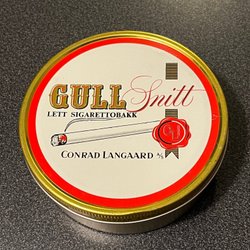 GULL Snitt
LETT SIGARETTOBAKK
CONRAD LANGAARD A/S